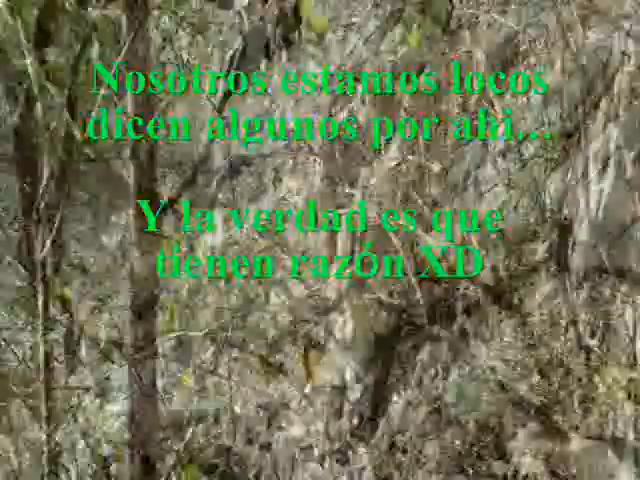 Nosotros estamos locos
dicen algunos por ahi...
Y la verdad es que
tienen razón XD